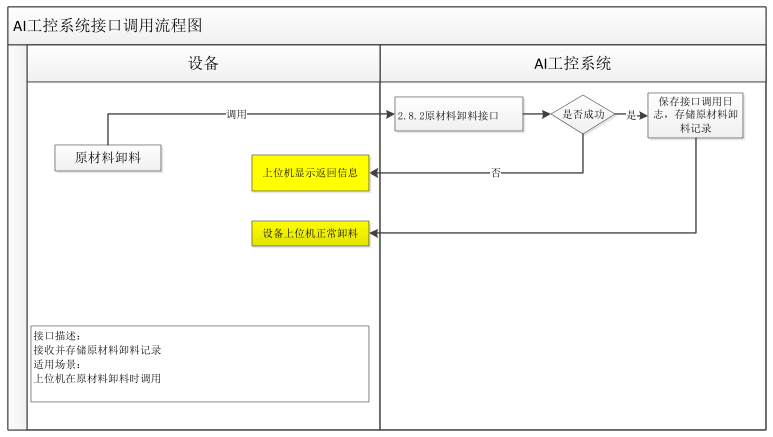 AI工控系统接口调用流程图
设备
AI工控系统
调用
2.8.2原材料卸料接口
是否成功
是
保存接口调用日
志，存储原材料卸
料记录
原材料卸料
上位机显示返回信息
否
设备上位机正常卸料
接口描述：
接收并存储原材料卸料记录
适用场景：
上位机在原材料卸料时调用